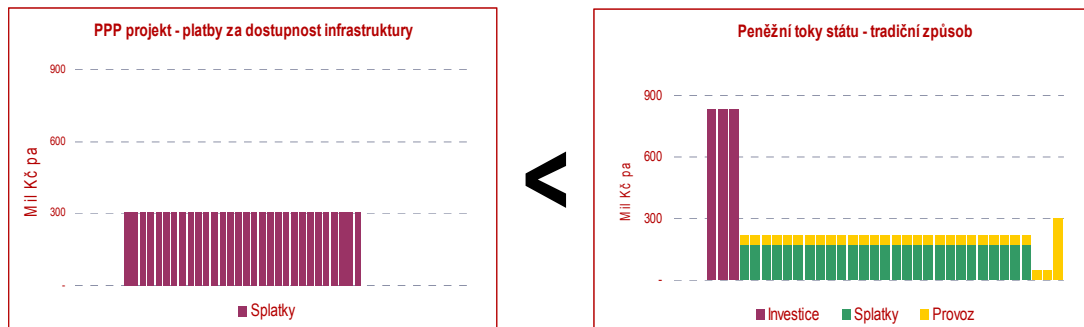 PPP projekt - platby za dostupnost infrastruktury
900
600
300
-
Mil Kč pa
Splatky
<
Peněžní toky státu - tradiční způsob
900
600
300
-
Mil Kč pa
Investice Splatky Provoz